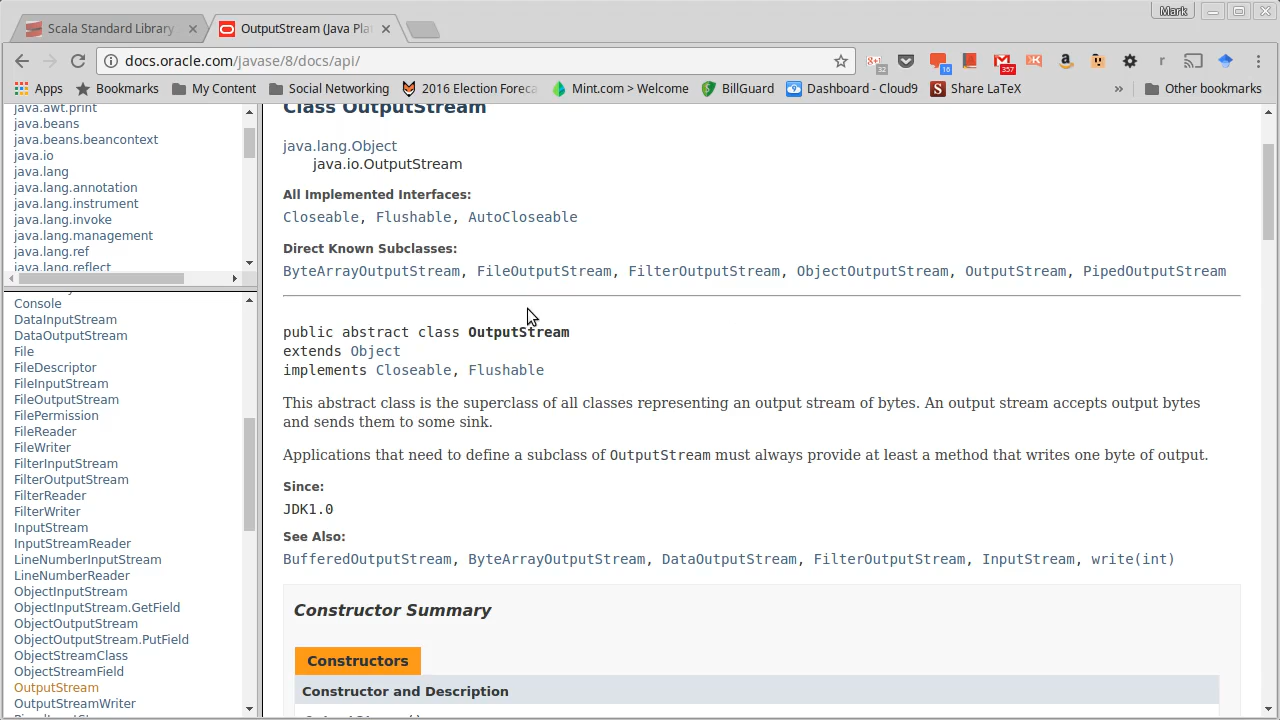 Mark
Scala Standard Library
OutputStream (Java Pla
docs.oracle.com/javase/8/docs/api/
32
16
357
r
Apps
Bookmarks
My Content
Social Networking
2016 Election Foreca
Mint.com > Welcome
BillGuard
Dashboard - Cloud9
Share LaTeX
»
Other bookmarks
java.awt.print
java.beans
java.beans.beancontext
java.io
java.lang
java.lang.annotation
java.lang.instrument
java.lang.invoke
java.lang.management
java.lang.ref
java.lang.reflect
Console
DataInputStream
DataOutputStream
File
FileDescriptor
FileInputStream
FileOutputStream
FilePermission
FileReader
FileWriter
FilterInputStream
FilterOutputStream
FilterReader
FilterWriter
InputStream
InputStreamReader
LineNumberInputStream
LineNumberReader
ObjectInputStream
ObjectInputStream.GetField
ObjectOutputStream
ObjectOutputStream.PutField
ObjectStreamClass
ObjectStreamField
OutputStream
OutputStreamWriter
Class OutputStream
java.lang.Object
java.io.OutputStream
All Implemented Interfaces:
Closeable, Flushable, AutoCloseable
Direct Known Subclasses:
ByteArrayOutputStream, FileOutputStream, FilterOutputStream, ObjectOutputStream, OutputStream, PipedOutputStream
public abstract class OutputStream
extends Object
implements Closeable, Flushable
This abstract class is the superclass of all classes representing an output stream of bytes. An output stream accepts output bytes
and sends them to some sink.
Applications that need to define a subclass of OutputStream must always provide at least a method that writes one byte of output.
Since:
JDK1.0
See Also:
BufferedOutputStream, ByteArrayOutputStream, DataOutputStream, FilterOutputStream, InputStream, write(int)
Constructor Summary
Constructors
Constructor and Description